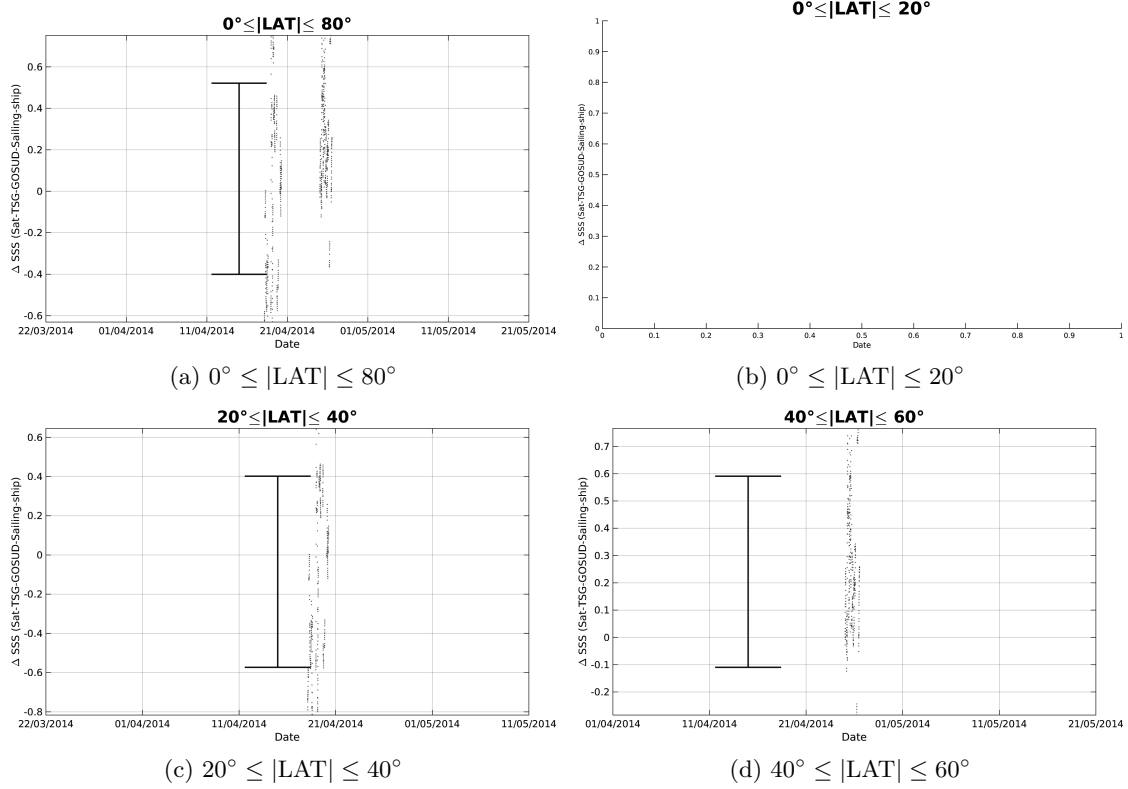 0°≤|LAT|≤ 80°
Δ SSS (Sat-TSG-GOSUD-Sailing-ship)
0.6
0.4
0.2
0
-0.2
-0.4
-0.6
22/03/2014 01/04/2014 11/04/2014 21/04/2014 01/05/2014 11/05/2014 21/05/2014
Date
(a) 0° ≤ |LAT| ≤ 80°
0°≤|LAT|≤ 20°
Δ SSS (Sat-TSG-GOSUD-Sailing-ship)
1
0.9
0.8
0.7
0.6
0.5
0.4
0.3
0.2
0.1
0
0 0.1 0.2 0.3 0.4 0.5 0.6 0.7 0.8 0.9 1
Date
(b) 0° ≤ |LAT| ≤ 20°
20°≤|LAT|≤ 40°
Δ SSS (Sat-TSG-GOSUD-Sailing-ship)
0.6
0.4
0.2
0
-0.2
-0.4
-0.6
-0.8
22/03/2014 01/04/2014 11/04/2014 21/04/2014 01/05/2014 11/05/2014
Date
(c) 20° ≤ |LAT| ≤ 40°
40°≤|LAT|≤ 60°
Δ SSS (Sat-TSG-GOSUD-Sailing-ship)
0.7
0.6
0.5
0.4
0.3
0.2
0.1
0
-0.1
-0.2
01/04/2014 11/04/2014 21/04/2014 01/05/2014 11/05/2014 21/05/2014
Date
(d) 40° ≤ |LAT| ≤ 60°